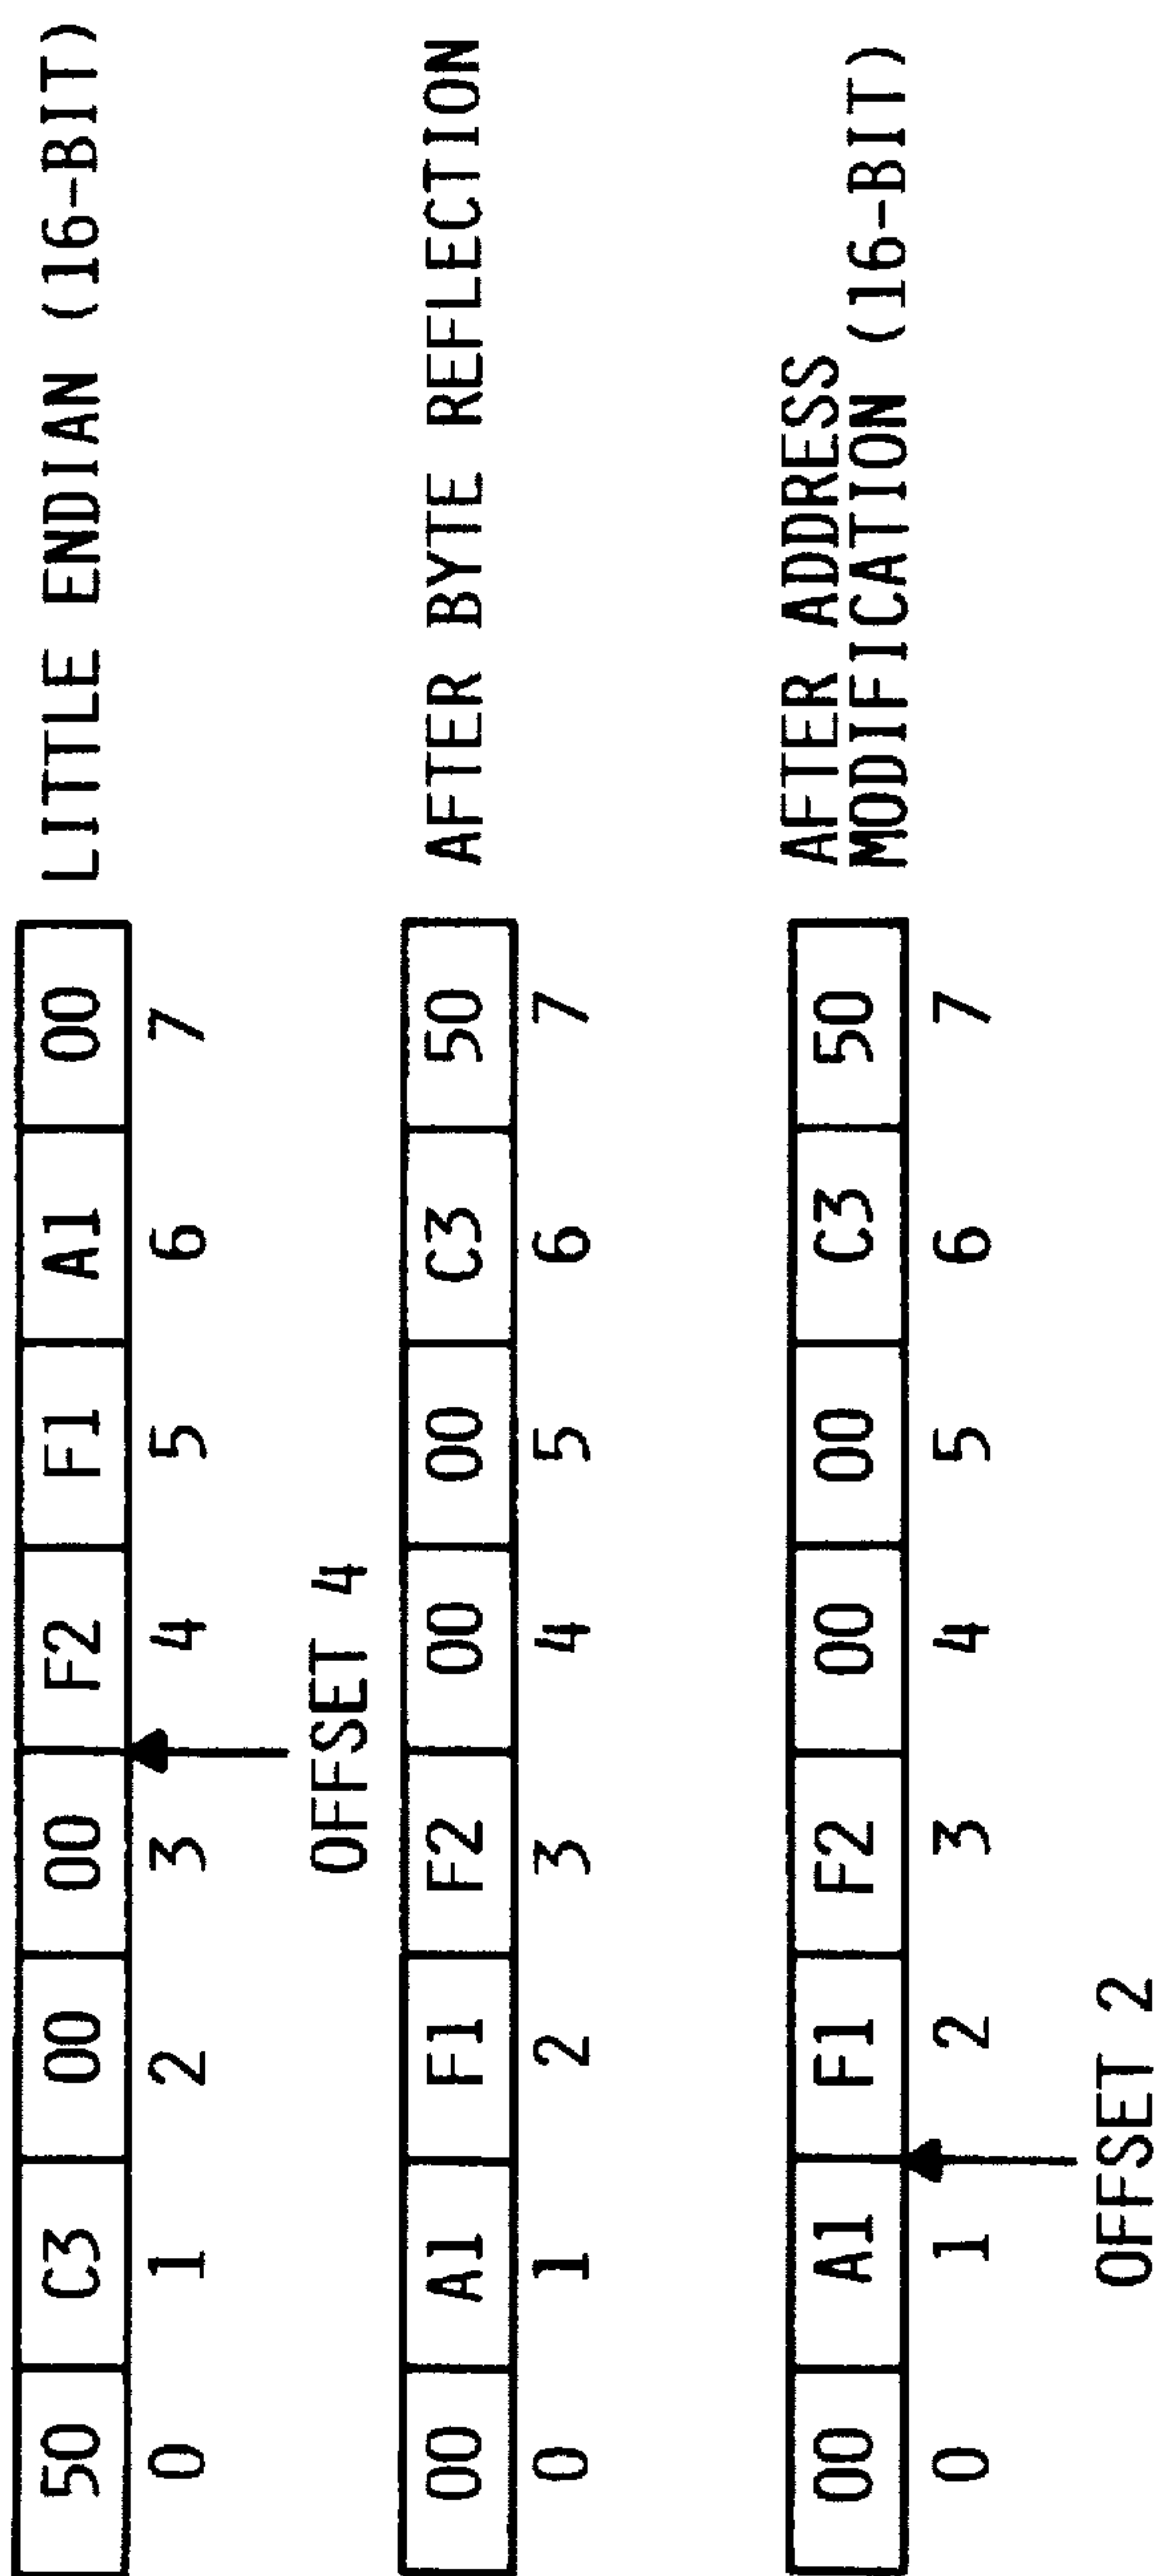 50 C3 00 00 F2 F1 A1 00 LITTLE ENDIAN (16-BIT)
0 1 2 3 4 5 6 7
OFFSET 4
00 A1 F1 F2 00 00 C3 50 AFTER BYTE REFLECTION
0 1 2 3 4 5 6 7
00 A1 F1 F2 00 00 C3 50 AFTER ADDRESS
MODIFICATION (16-BIT)
0 1 2 3 4 5 6 7
OFFSET 2